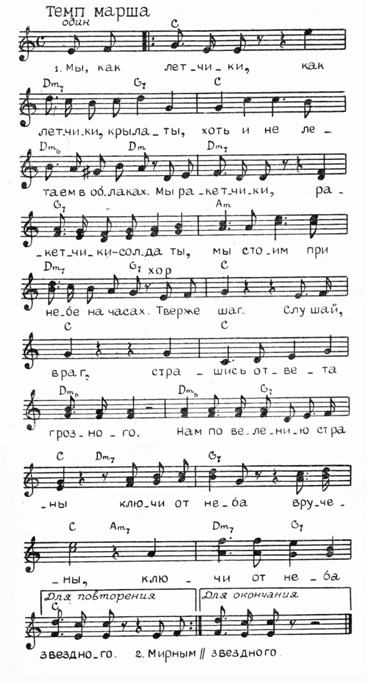 Темп марша
один
C
1. Мы, как лет-чи-ки, как
Dm7 G7 C
лет.чи.ки, крыла-ты, хоть и не ле-
Dm6 Dm Dm7
таем в об.лаках. Мы ра-кет.чи.ки, ра-
G7 Am
-кет-чи-ки-сол.да ты, мы сто-им при
Dm7 G7 хор C
не.бе на часах. Тверже шаг. Слу шай,
C C
враг, стра-шись от-ве-та
Dm6 Dm6 G7
гроз-но-го. Нам по ве.ле-ни-ю стра
C Dm7 G7
-ны клю-чи от не-ба вру-че-
C Am7 Dm7 G7
-ны, клю-чи от не-ба
Для повторения Для окончания
C
звездно-го. 2. Мирным // звездного.